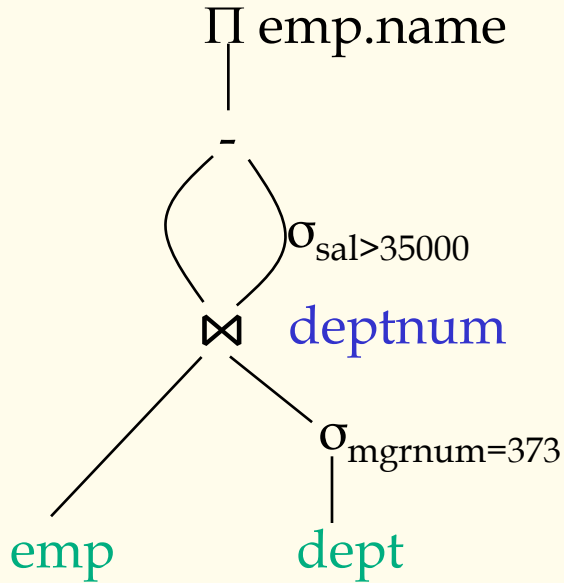 Π emp.name
-
σsal>35000
⋈ deptnum
σmgrnum=373
emp dept